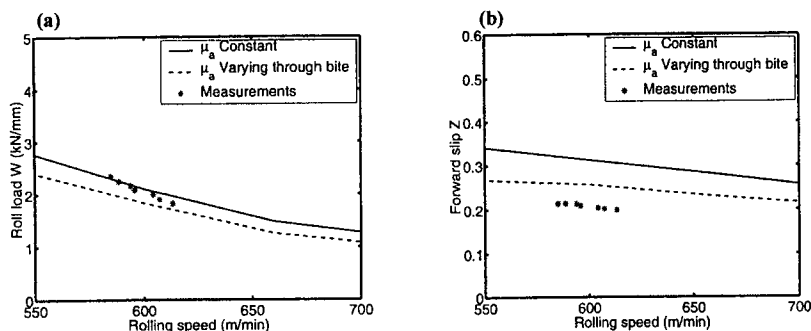 (a)
5
4
3
2
1
0
550
600
650
700
Roll load W (kN/mm)
Rolling speed (m/min)
μa Constant
μa Varying through bite
Measurements
(b)
0.6
0.5
0.4
0.3
0.2
0.1
0
550
600
650
700
Forward slip Z
Rolling speed (m/min)
μa Constant
μa Varying through bite
Measurements